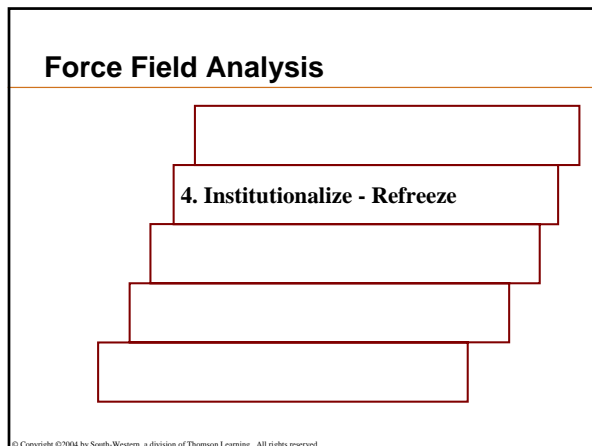 Force Field Analysis
4. Institutionalize - Refreeze
© Copyright ©2004 by South-Western, a division of Thomson Learning. All rights reserved.